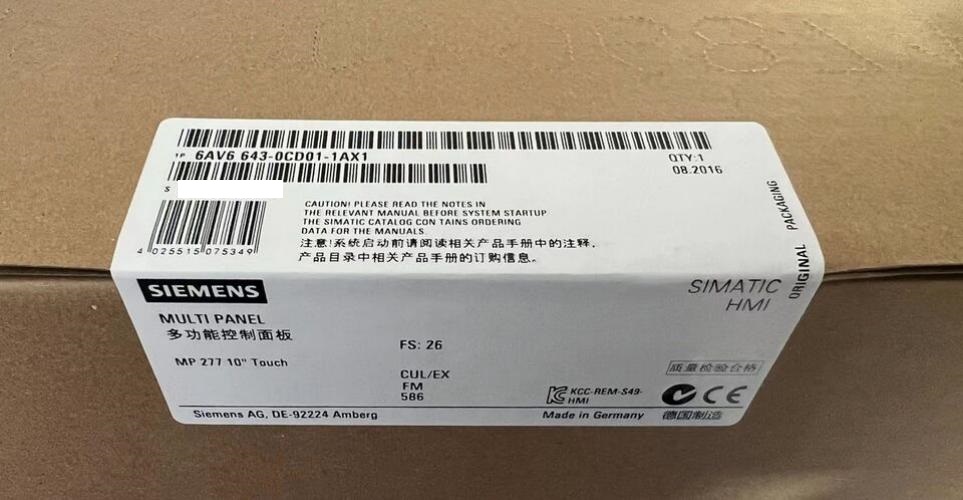 1P 6AV6 643-0CD01-1AX1
QTY:1
08.2016
S
CAUTION! PLEASE READ THE NOTES IN
THE RELEVANT MANUAL BEFORE SYSTEM STARTUP
THE SIMATIC CATALOG CON TAINS ORDERING
DATA FOR THE MANUALS.
注意!系统启动前请阅读相关产品手册中的注释,
产品目录中相关产品手册的订购信息。
4 025515 075349
ORIGINAL PACKAGING
SIEMENS
SIMATIC
HMI
MULTI PANEL
多功能控制面板
MP 277 10" Touch
FS: 26
CUL/EX
FM
586
质量检验合格
KCC-REM-S49-
HMI
CE
Siemens AG, DE-92224 Amberg
Made in Germany
德国制造